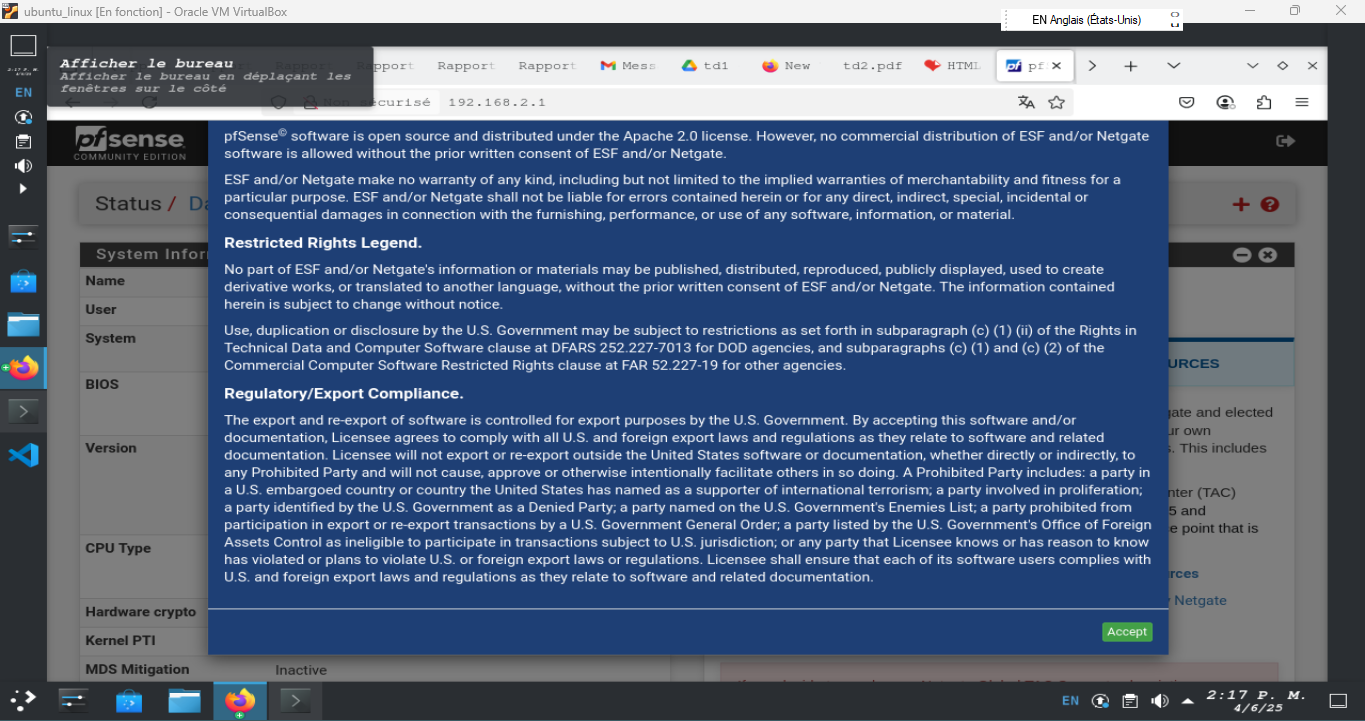 ubuntu_linux [En fonction] - Oracle VM VirtualBox
EN Anglais (États-Unis)
Afficher le bureau
Afficher le bureau en déplaçant les
fenêtres sur le côté
Rapport
Rapport
Mess
td1
New
td2.pdf
HTML
pf
2:17 P. M.
EN
sécurisé
192.168.2.1
pfsense
COMMUNITY EDITION
Status /
System Infor
Name
User
System
BIOS
Version
CPU Type
Hardware crypto
Kernel PTI
MDS Mitigation
Inactive
pfSense© software is open source and distributed under the Apache 2.0 license. However, no commercial distribution of ESF and/or Netgate
software is allowed without the prior written consent of ESF and/or Netgate.
ESF and/or Netgate make no warranty of any kind, including but not limited to the implied warranties of merchantability and fitness for a
particular purpose. ESF and/or Netgate shall not be liable for errors contained herein or for any direct, indirect, special, incidental or
consequential damages in connection with the furnishing, performance, or use of any software, information, or material.
Restricted Rights Legend.
No part of ESF and/or Netgate's information or materials may be published, distributed, reproduced, publicly displayed, used to create
derivative works, or translated to another language, without the prior written consent of ESF and/or Netgate. The information contained
herein is subject to change without notice.
Use, duplication or disclosure by the U.S. Government may be subject to restrictions as set forth in subparagraph (c) (1) (ii) of the Rights in
Technical Data and Computer Software clause at DFARS 252.227-7013 for DOD agencies, and subparagraphs (c) (1) and (c) (2) of the
Commercial Computer Software Restricted Rights clause at FAR 52.227-19 for other agencies.
Regulatory/Export Compliance.
The export and re-export of software is controlled for export purposes by the U.S. Government. By accepting this software and/or
documentation, Licensee agrees to comply with all U.S. and foreign export laws and regulations as they relate to software and related
documentation. Licensee will not export or re-export outside the United States software or documentation, whether directly or indirectly, to
any Prohibited Party and will not cause, approve or otherwise intentionally facilitate others in so doing. A Prohibited Party includes: a party in
a U.S. embargoed country or country the United States has named as a supporter of international terrorism; a party involved in proliferation;
a party identified by the U.S. Government as a Denied Party; a party named on the U.S. Government's Enemies List; a party prohibited from
participation in export or re-export transactions by a U.S. Government General Order; a party listed by the U.S. Government's Office of Foreign
Assets Control as ineligible to participate in transactions subject to U.S. jurisdiction; or any party that Licensee knows or has reason to know
has violated or plans to violate U.S. or foreign export laws or regulations. Licensee shall ensure that each of its software users complies with
U.S. and foreign export laws and regulations as they relate to software and related documentation.
Accept
URCES
gate and elected
ur own
. This includes
nter (TAC)
5 and
e point that is
rces
Netgate
EN
2:17 P. M.
4/6/25